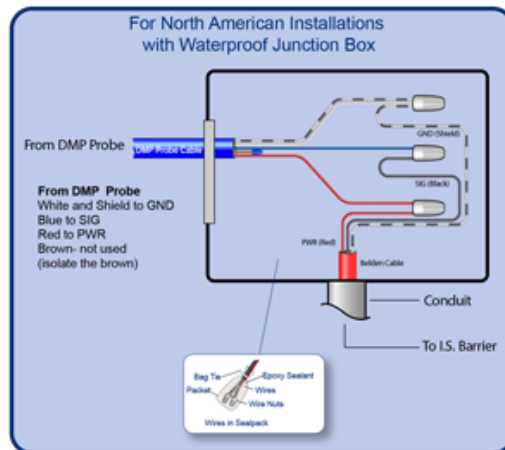 For North American Installations
with Waterproof Junction Box
GND (Shield)
From DMP Probe
DMP Probe Cable
SIG (Black)
From DMP Probe
White and Shield to GND
Blue to SIG
Red to PWR
Brown- not used
(isolate the brown)
PWR (Red)
Belden Cable
Conduit
To I.S. Barrier
Bag Tie
Epoxy Sealant
Packet
Wires
Wire Nuts
Wires in Sealpack